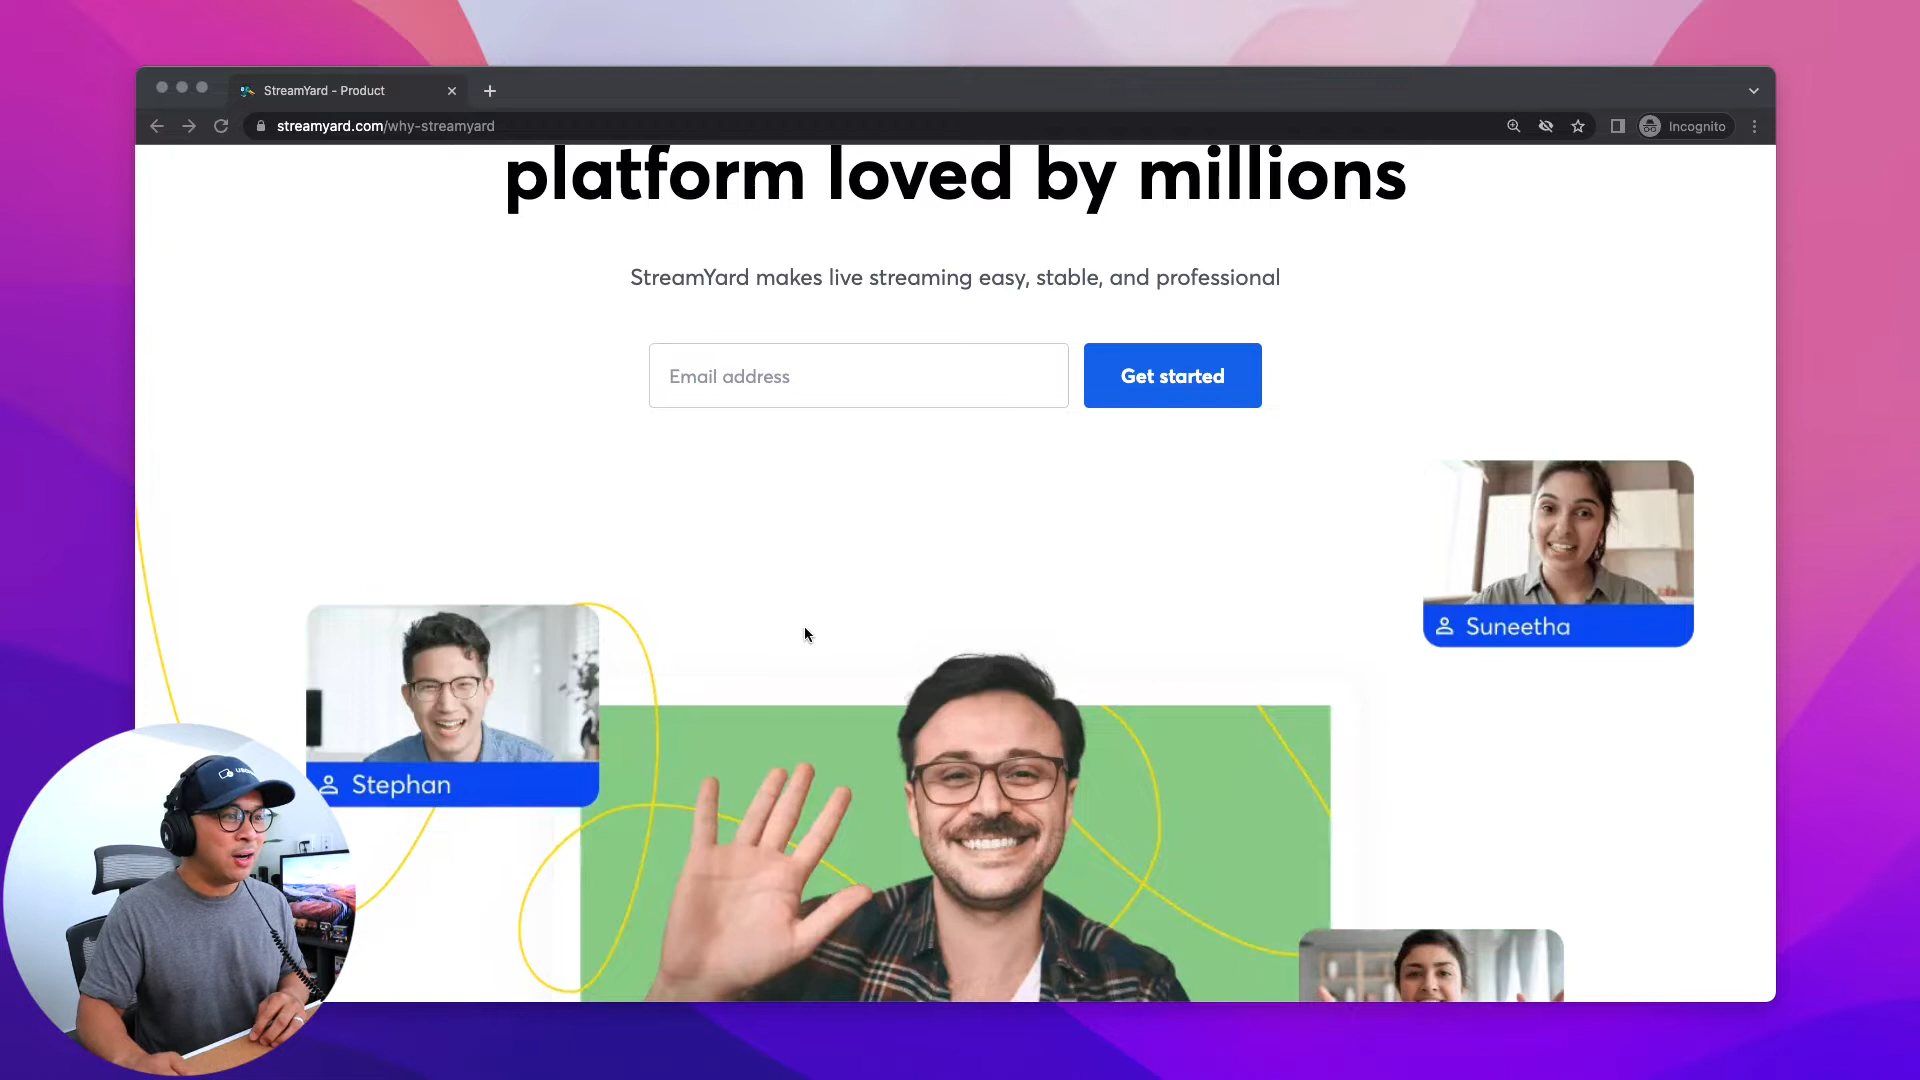 StreamYard - Product
streamyard.com/why-streamyard
Incognito
platform loved by millions
StreamYard makes live streaming easy, stable, and professional
Email address
Get started
Suneetha
Stephan